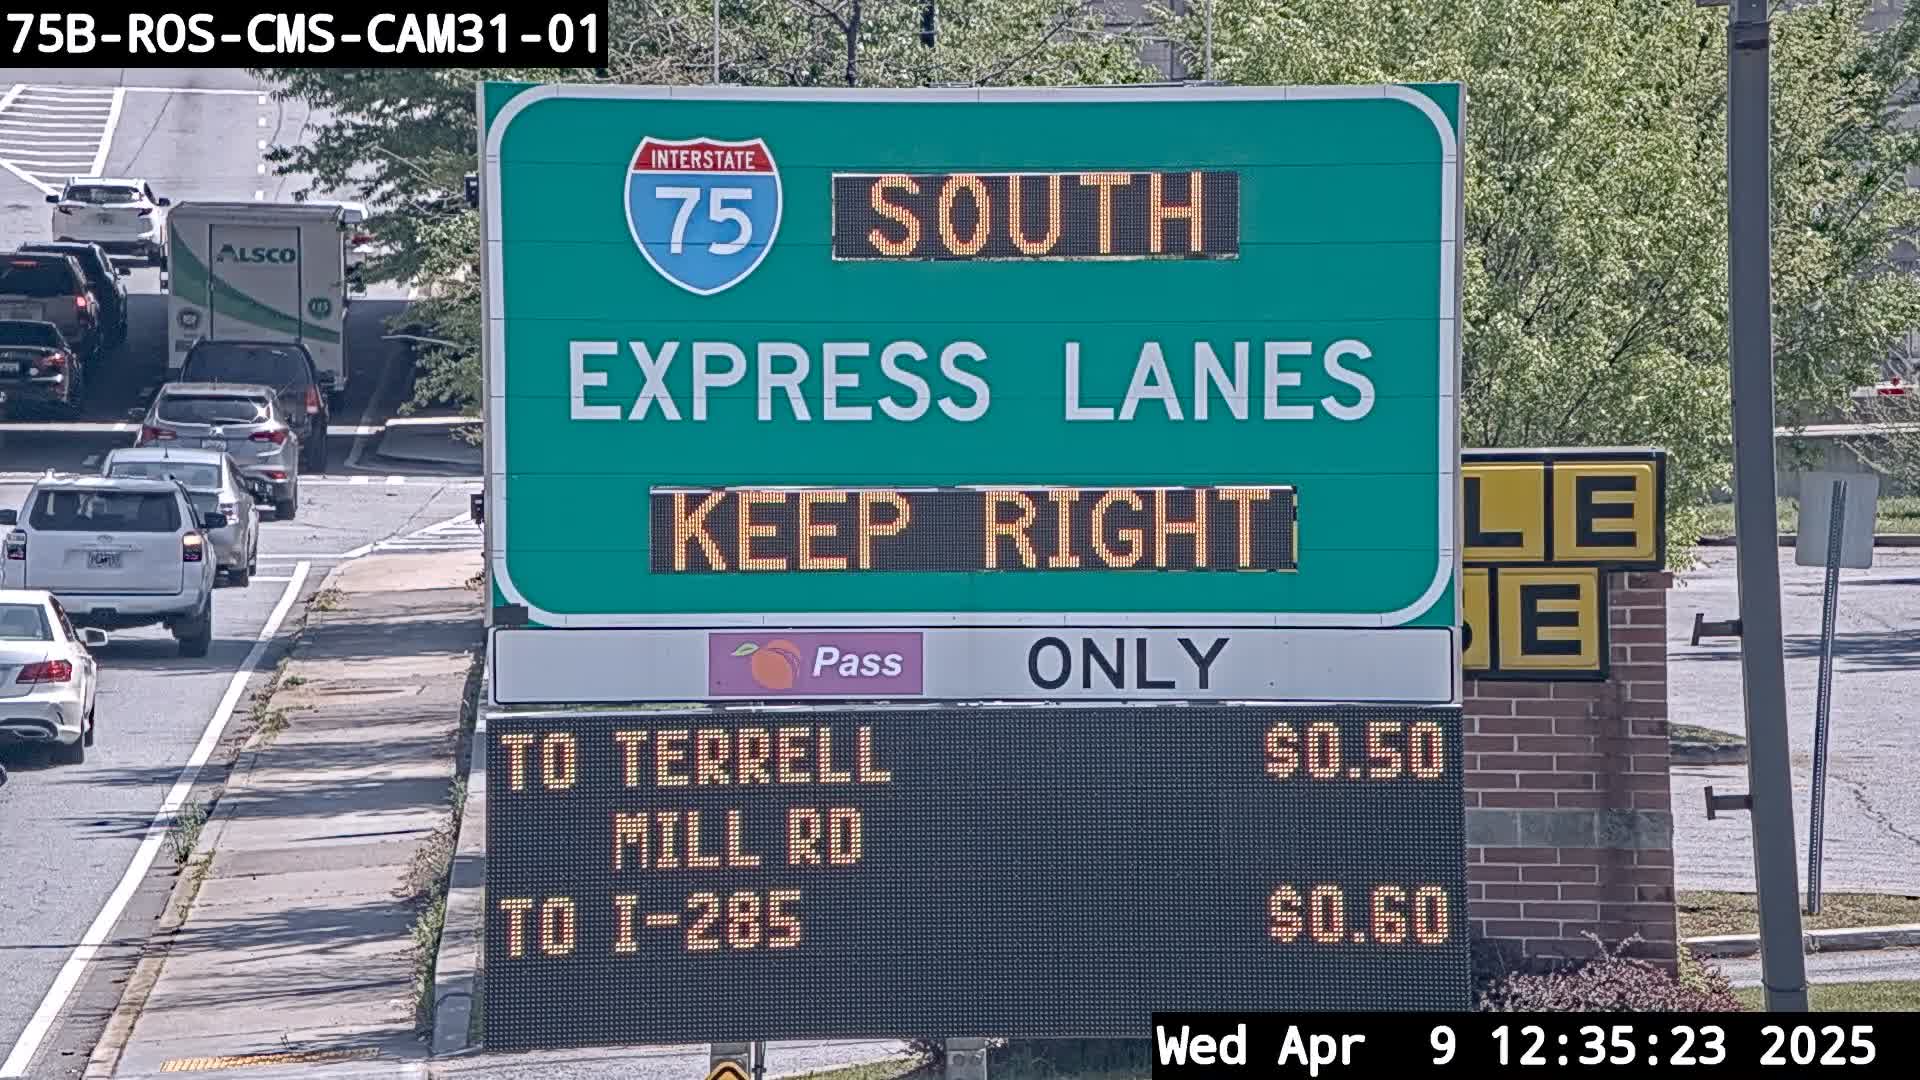 75B-ROS-CMS-CAM31-01
INTERSTATE
75
SOUTH
EXPRESS LANES
KEEP RIGHT
Pass ONLY
TO TERRELL $0.50
MILL RD
TO I-285 $0.60
ALSCO
LE
E
Wed Apr 9 12:35:23 2025